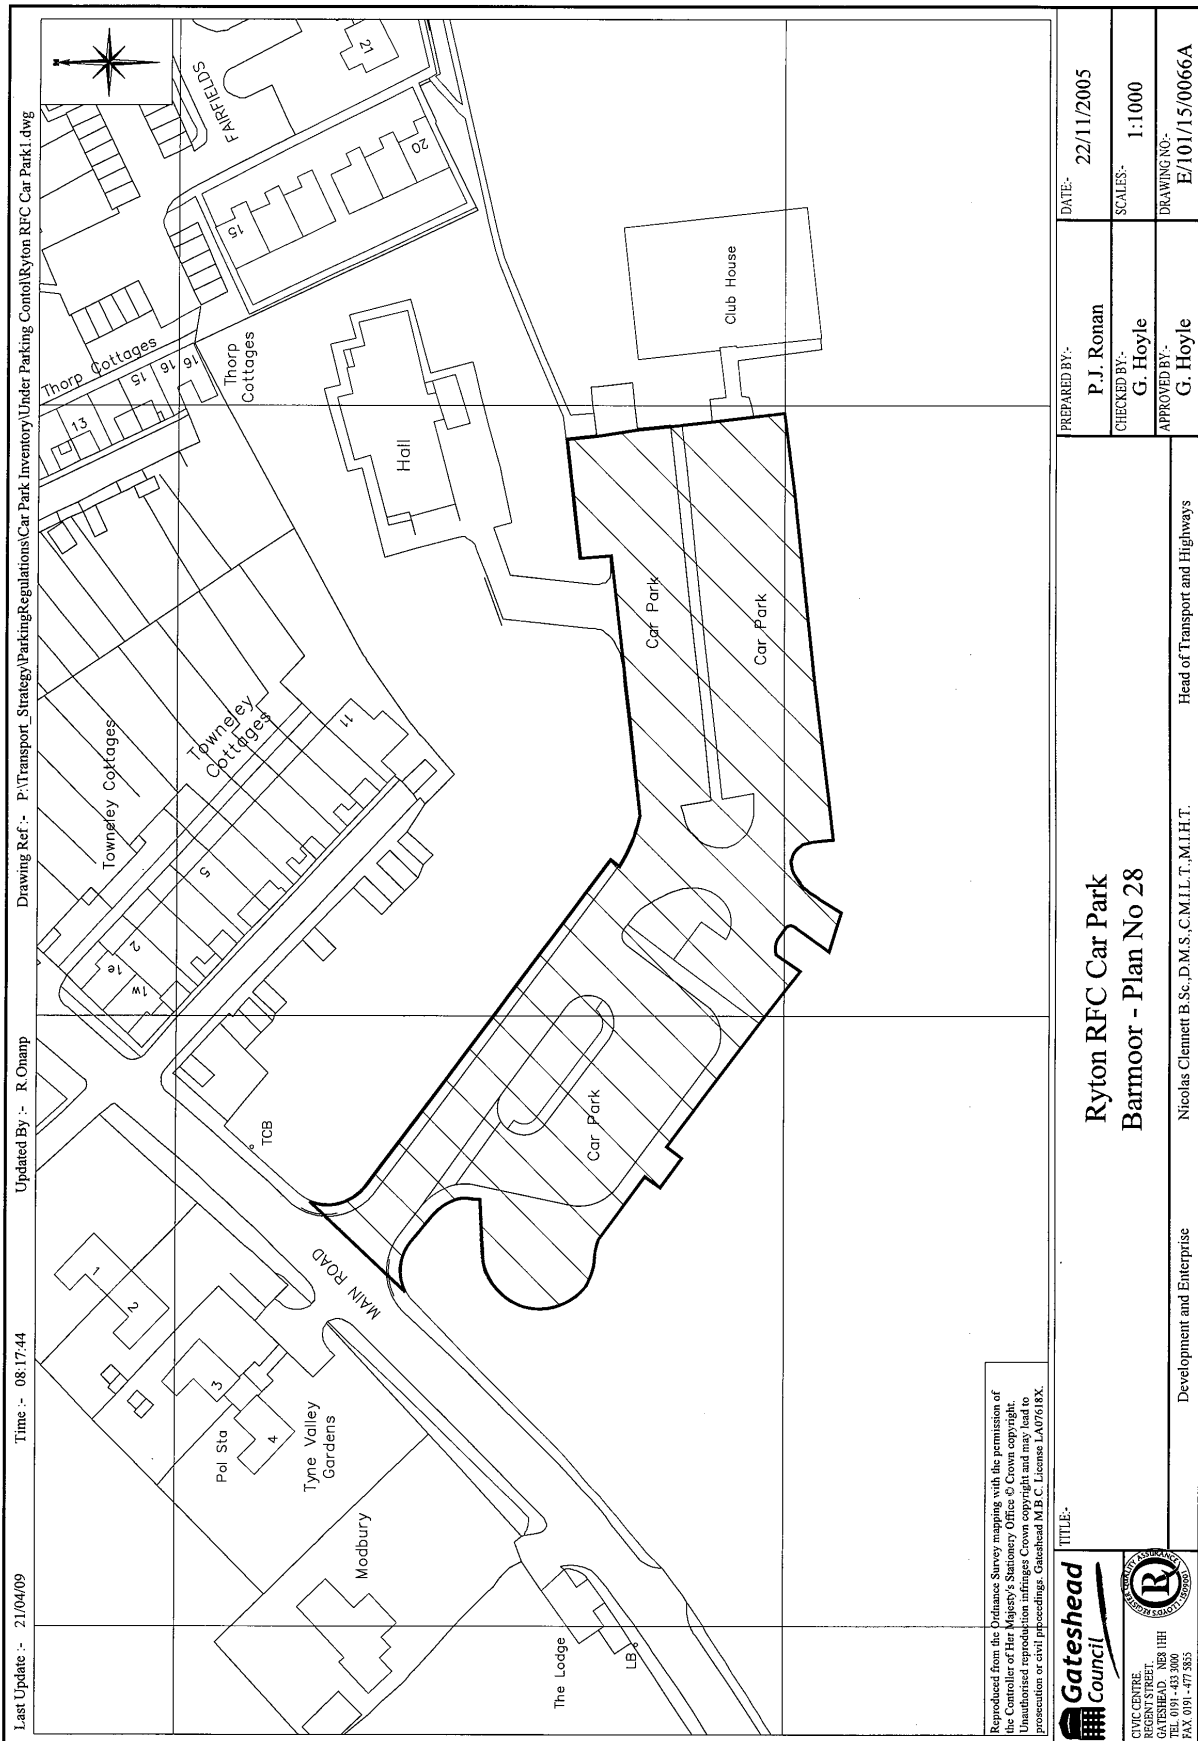 Last Update :- 21/04/09 Time :- 08:17:44 Updated By :- R.Onanp Drawing Ref :- P:\Transport_Strategy\ParkingRegulations\Car Park Inventory\Under Parking Contol\Ryton RFC Car Park1.dwg
N
FAIRFIELDS
21
20
15
Thorp Cottages
13
15
16
16
Thorp
Cottages
Hall
Club House
Towneley Cottages
Towneley
Cottages
11
5
2
1e
1w
TCB
MAIN ROAD
1
2
3
4
Pol Sta
Tyne Valley
Gardens
Modbury
The Lodge
LB
Car Park
Car Park
Car Park
Reproduced from the Ordnance Survey mapping with the permission of
the Controller of Her Majesty's Stationery Office © Crown copyright.
Unauthorised reproduction infringes Crown copyright and may lead to
prosecution or civil proceedings. Gateshead M.B.C. License LA07618X.
Gateshead
Council
CIVIC CENTRE,
REGENT STREET,
GATESHEAD. NE8 1HH
TEL. 0191 - 433 3000
FAX. 0191 - 477 5855
R
TITLE:-
Ryton RFC Car Park
Barmoor - Plan No 28
Development and Enterprise Nicolas Clennett B.Sc.,D.M.S.,C.M.I.L.T.,M.I.H.T. Head of Transport and Highways
PREPARED BY:-
P.J. Ronan
CHECKED BY:-
G. Hoyle
APPROVED BY:-
G. Hoyle
DATE:-
22/11/2005
SCALES:-
1:1000
DRAWING NO:-
E/101/15/0066A